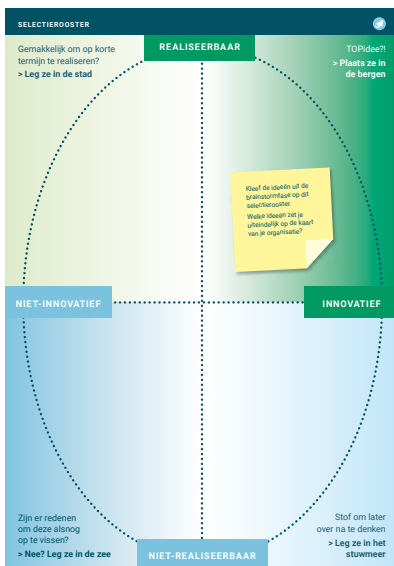 SELECTIEROOSTER
Gemakkelijk om op korte
termijn te realiseren?
> Leg ze in de stad
REALISEERBAAR
TOPidee?!
> Plaats ze in
de bergen
Kleef de ideeën uit de
brainstormfase op dit
selectierooster.
Welke ideeën zet je
uiteindelijk op de kaart
van je organisatie?
NIET-INNOVATIEF
INNOVATIEF
Zijn er redenen
om deze alsnog
op te vissen?
> Nee? Leg ze in de zee
NIET-REALISEERBAAR
Stof om later
over na te denken
> Leg ze in het
stuwmeer